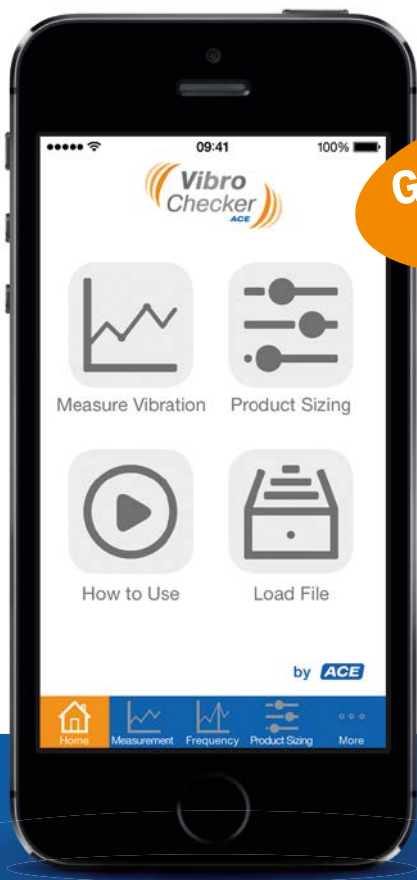 09:41
100%
Vibro
Checker
ACE
Measure Vibration
Product Sizing
How to Use
Load File
by ACE
Home
Measurement
Frequency
Product Sizing
More